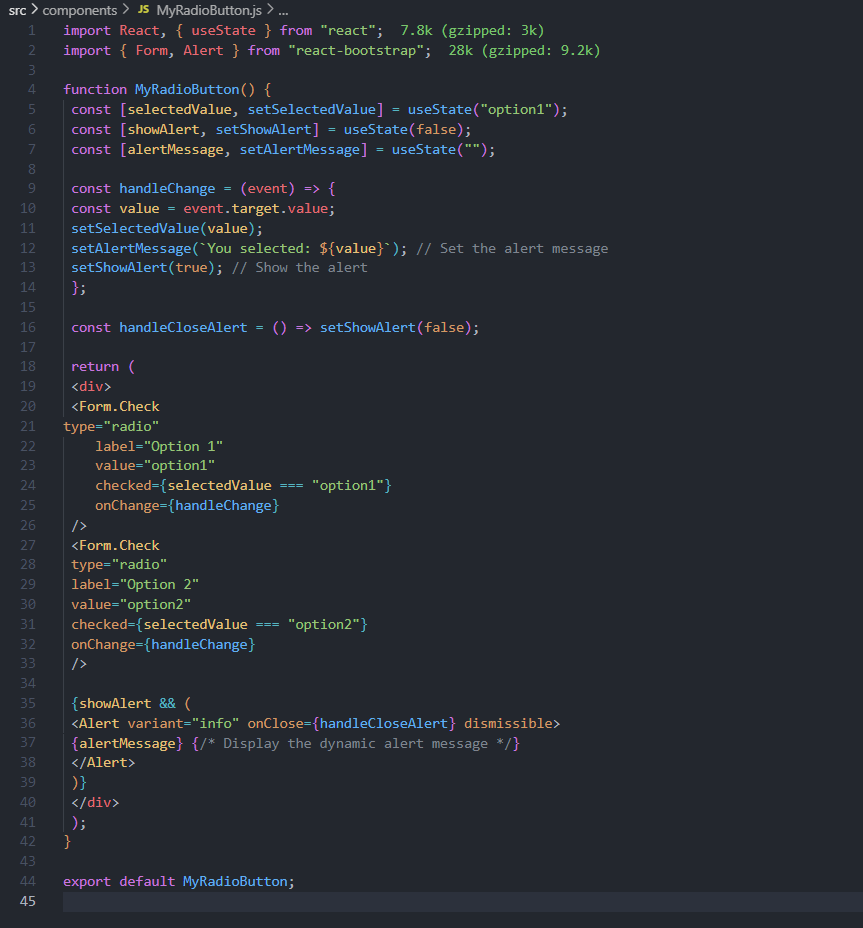 src > components > JS MyRadioButton.js > ...
1 import React, { useState } from "react"; 7.8k (gzipped: 3k)
2 import { Form, Alert } from "react-bootstrap"; 28k (gzipped: 9.2k)
3
4 function MyRadioButton() {
5 const [selectedValue, setSelectedValue] = useState("option1");
6 const [showAlert, setShowAlert] = useState(false);
7 const [alertMessage, setAlertMessage] = useState("");
8
9 const handleChange = (event) => {
10 const value = event.target.value;
11 setSelectedValue(value);
12 setAlertMessage(`You selected: ${value}`); // Set the alert message
13 setShowAlert(true); // Show the alert
14 };
15
16 const handleCloseAlert = () => setShowAlert(false);
17
18 return (
19 <div>
20 <Form.Check
21 type="radio"
22 label="Option 1"
23 value="option1"
24 checked={selectedValue === "option1"}
25 onChange={handleChange}
26 />
27 <Form.Check
28 type="radio"
29 label="Option 2"
30 value="option2"
31 checked={selectedValue === "option2"}
32 onChange={handleChange}
33 />
34
35 {showAlert && (
36 <Alert variant="info" onClose={handleCloseAlert} dismissible>
37 {alertMessage} {/* Display the dynamic alert message */}
38 </Alert>
39 )}
40 </div>
41 );
42 }
43
44 export default MyRadioButton;
45